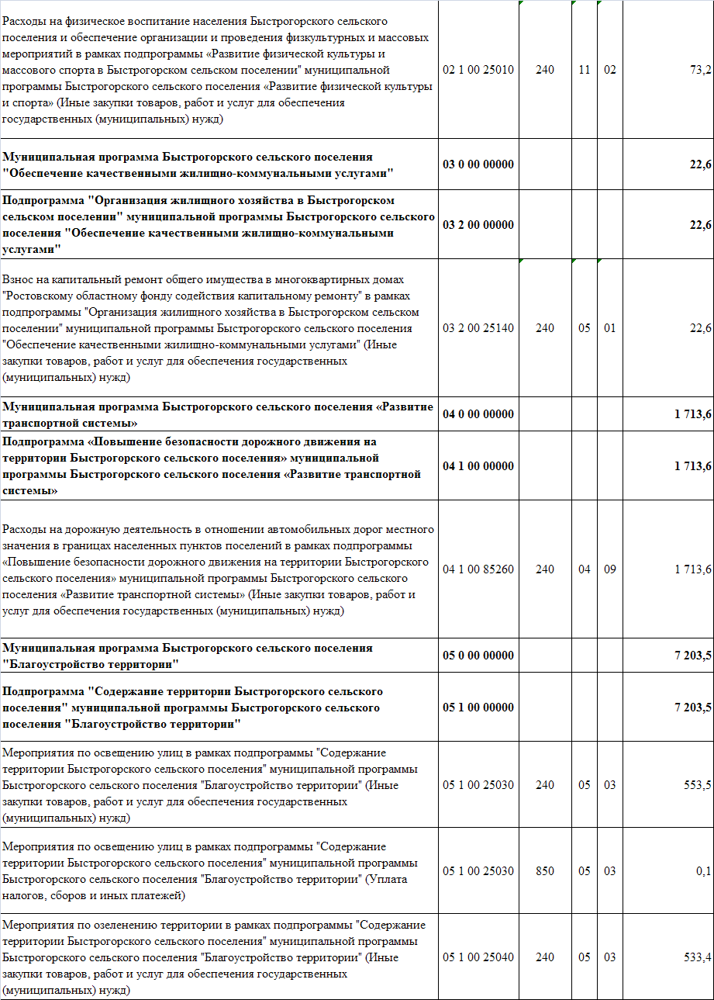 Расходы на физическое воспитание населения Быстрогорского сельского
поселения и обеспечение организации и проведения физкультурных и массовых
мероприятий в рамках подпрограммы «Развитие физической культуры и
массового спорта в Быстрогорском сельском поселении" муниципальной
программы Быстрогорского сельского поселения «Развитие физической культуры
и спорта» (Иные закупки товаров, работ и услуг для обеспечения
государственных (муниципальных) нужд)
02 1 00 25010 240 11 02 73,2
Муниципальная программа Быстрогорского сельского поселения
"Обеспечение качественными жилищно-коммунальными услугами"
03 0 00 00000 22,6
Подпрограмма "Организация жилищного хозяйства в Быстрогорском
сельском поселении" муниципальной программы Быстрогорского сельского
поселения "Обеспечение качественными жилищно-коммунальными
услугами"
03 2 00 00000 22,6
Взнос на капитальный ремонт общего имущества в многоквартирных домах
"Ростовскому областному фонду содействия капитальному ремонту" в рамках
подпрограммы "Организация жилищного хозяйства в Быстрогорском сельском
поселении" муниципальной программы Быстрогорского сельского поселения
"Обеспечение качественными жилищно-коммунальными услугами" (Иные
закупки товаров, работ и услуг для обеспечения государственных
(муниципальных) нужд)
03 2 00 25140 240 05 01 22,6
Муниципальная программа Быстрогорского сельского поселения «Развитие
транспортной системы»
04 0 00 00000 1 713,6
Подпрограмма «Повышение безопасности дорожного движения на
территории Быстрогорского сельского поселения» муниципальной
программы Быстрогорского сельского поселения «Развитие транспортной
системы»
04 1 00 00000 1 713,6
Расходы на дорожную деятельность в отношении автомобильных дорог местного
значения в границах населенных пунктов поселений в рамках подпрограммы
«Повышение безопасности дорожного движения на территории Быстрогорского
сельского поселения» муниципальной программы Быстрогорского сельского
поселения «Развитие транспортной системы» (Иные закупки товаров, работ и
услуг для обеспечения государственных (муниципальных) нужд)
04 1 00 85260 240 04 09 1 713,6
Муниципальная программа Быстрогорского сельского поселения
"Благоустройство территории"
05 0 00 00000 7 203,5
Подпрограмма "Содержание территории Быстрогорского сельского
поселения" муниципальной программы Быстрогорского сельского
поселения "Благоустройство территории"
05 1 00 00000 7 203,5
Мероприятия по освещению улиц в рамках подпрограммы "Содержание
территории Быстрогорского сельского поселения" муниципальной программы
Быстрогорского сельского поселения "Благоустройство территории" (Иные
закупки товаров, работ и услуг для обеспечения государственных
(муниципальных) нужд)
05 1 00 25030 240 05 03 553,5
Мероприятия по освещению улиц в рамках подпрограммы "Содержание
территории Быстрогорского сельского поселения" муниципальной программы
Быстрогорского сельского поселения "Благоустройство территории" (Уплата
налогов, сборов и иных платежей)
05 1 00 25030 850 05 03 0,1
Мероприятия по озеленению территории в рамках подпрограммы "Содержание
территории Быстрогорского сельского поселения" муниципальной программы
Быстрогорского сельского поселения "Благоустройство территории" (Иные
закупки товаров, работ и услуг для обеспечения государственных
(муниципальных) нужд)
05 1 00 25040 240 05 03 533,4